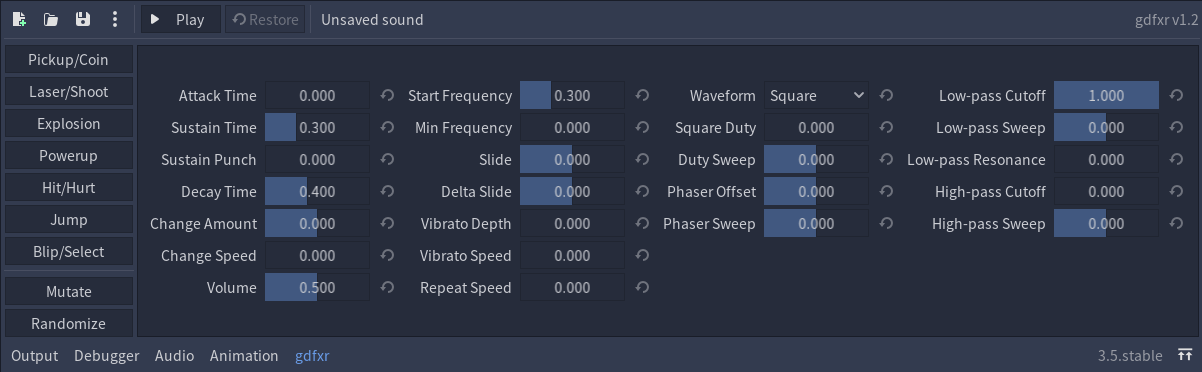 Play Restore Unsaved sound gdfxr v1.2
Pickup/Coin
Laser/Shoot
Explosion
Powerup
Hit/Hurt
Jump
Blip/Select
Mutate
Randomize
Attack Time 0.000 Start Frequency 0.300 Waveform Square Low-pass Cutoff 1.000
Sustain Time 0.300 Min Frequency 0.000 Square Duty 0.000 Low-pass Sweep 0.000
Sustain Punch 0.000 Slide 0.000 Duty Sweep 0.000 Low-pass Resonance 0.000
Decay Time 0.400 Delta Slide 0.000 Phaser Offset 0.000 High-pass Cutoff 0.000
Change Amount 0.000 Vibrato Depth 0.000 Phaser Sweep 0.000 High-pass Sweep 0.000
Change Speed 0.000 Vibrato Speed 0.000
Volume 0.500 Repeat Speed 0.000
Output Debugger Audio Animation gdfxr 3.5.stable